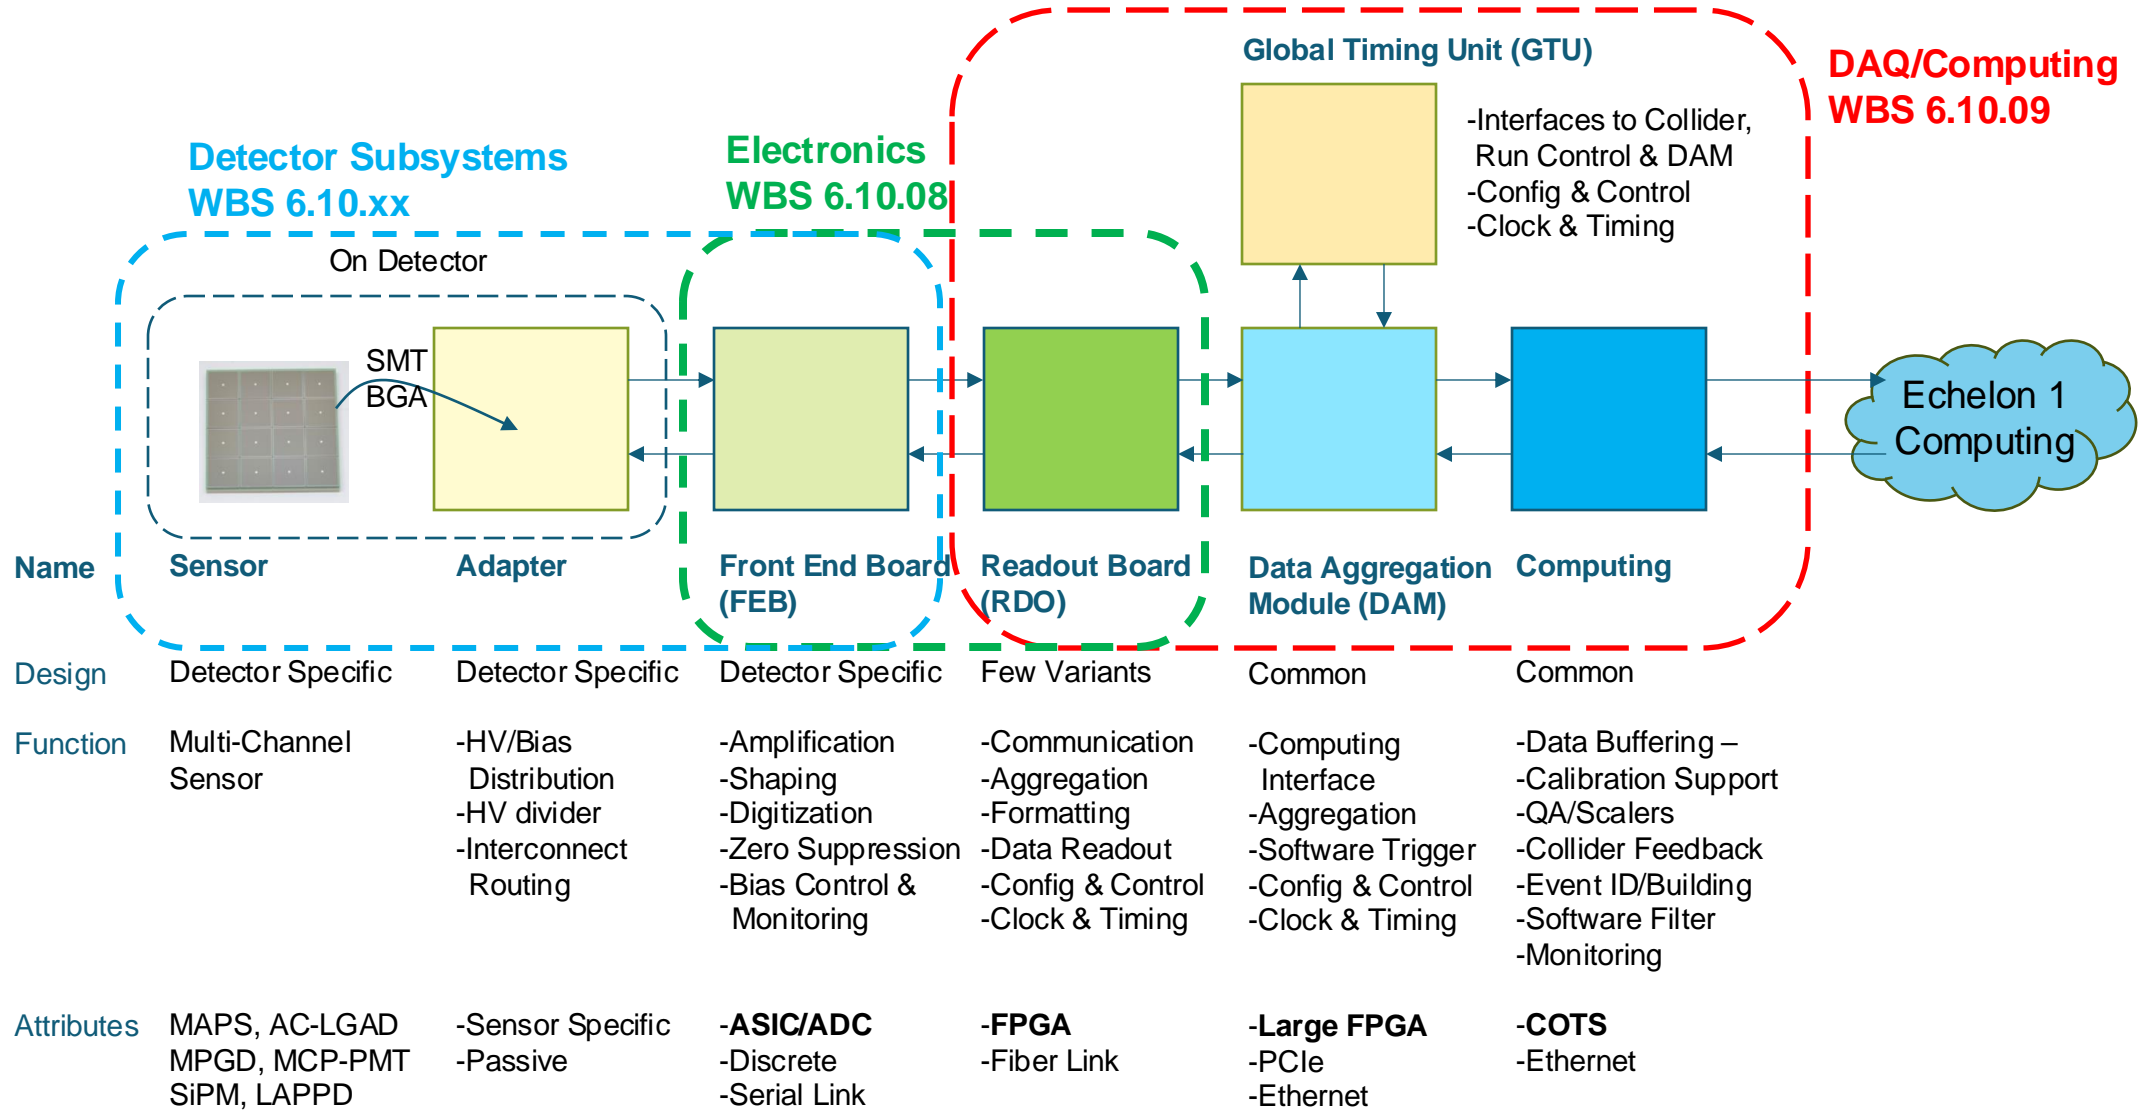 Global Timing Unit (GTU)
DAQ/Computing
WBS 6.10.09
-Interfaces to Collider,
Run Control & DAM
-Config & Control
-Clock & Timing
Detector Subsystems
WBS 6.10.xx
Electronics
WBS 6.10.08
On Detector
SMT
BGA
Echelon 1
Computing
Name
Sensor
Adapter
Front End Board
(FEB)
Readout Board
(RDO)
Data Aggregation
Module (DAM)
Computing
Design
Detector Specific
Detector Specific
Detector Specific
Few Variants
Common
Common
Function
Multi-Channel
Sensor
-HV/Bias
Distribution
-HV divider
-Interconnect
Routing
-Amplification
-Shaping
-Digitization
-Zero Suppression
-Bias Control &
Monitoring
-Communication
-Aggregation
-Formatting
-Data Readout
-Config & Control
-Clock & Timing
-Computing
Interface
-Aggregation
-Software Trigger
-Config & Control
-Clock & Timing
-Data Buffering –
-Calibration Support
-QA/Scalers
-Collider Feedback
-Event ID/Building
-Software Filter
-Monitoring
Attributes
MAPS, AC-LGAD
MPGD, MCP-PMT
SiPM, LAPPD
-Sensor Specific
-Passive
-ASIC/ADC
-Discrete
-Serial Link
-FPGA
-Fiber Link
-Large FPGA
-PCIe
-Ethernet
-COTS
-Ethernet